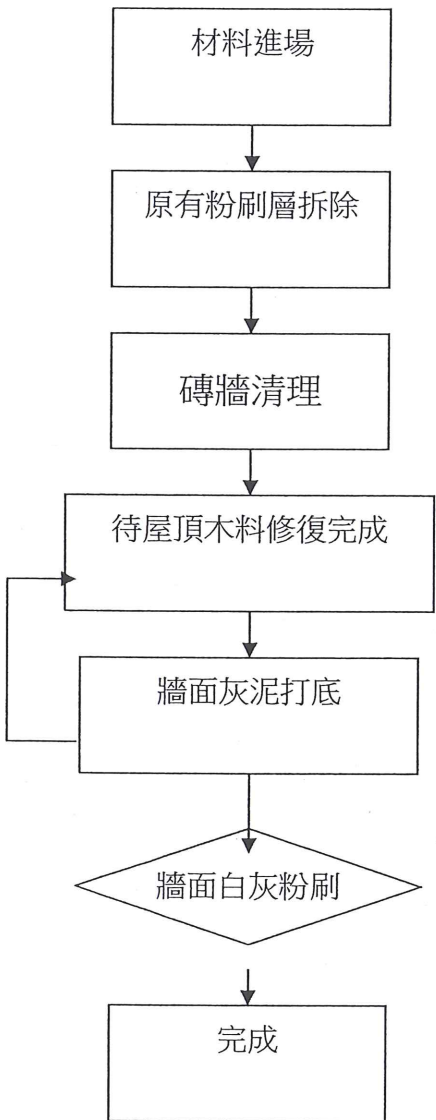 材料進場
原有粉刷層拆除
磚牆清理
待屋頂木料修復完成
牆面灰泥打底
牆面白灰粉刷
完成